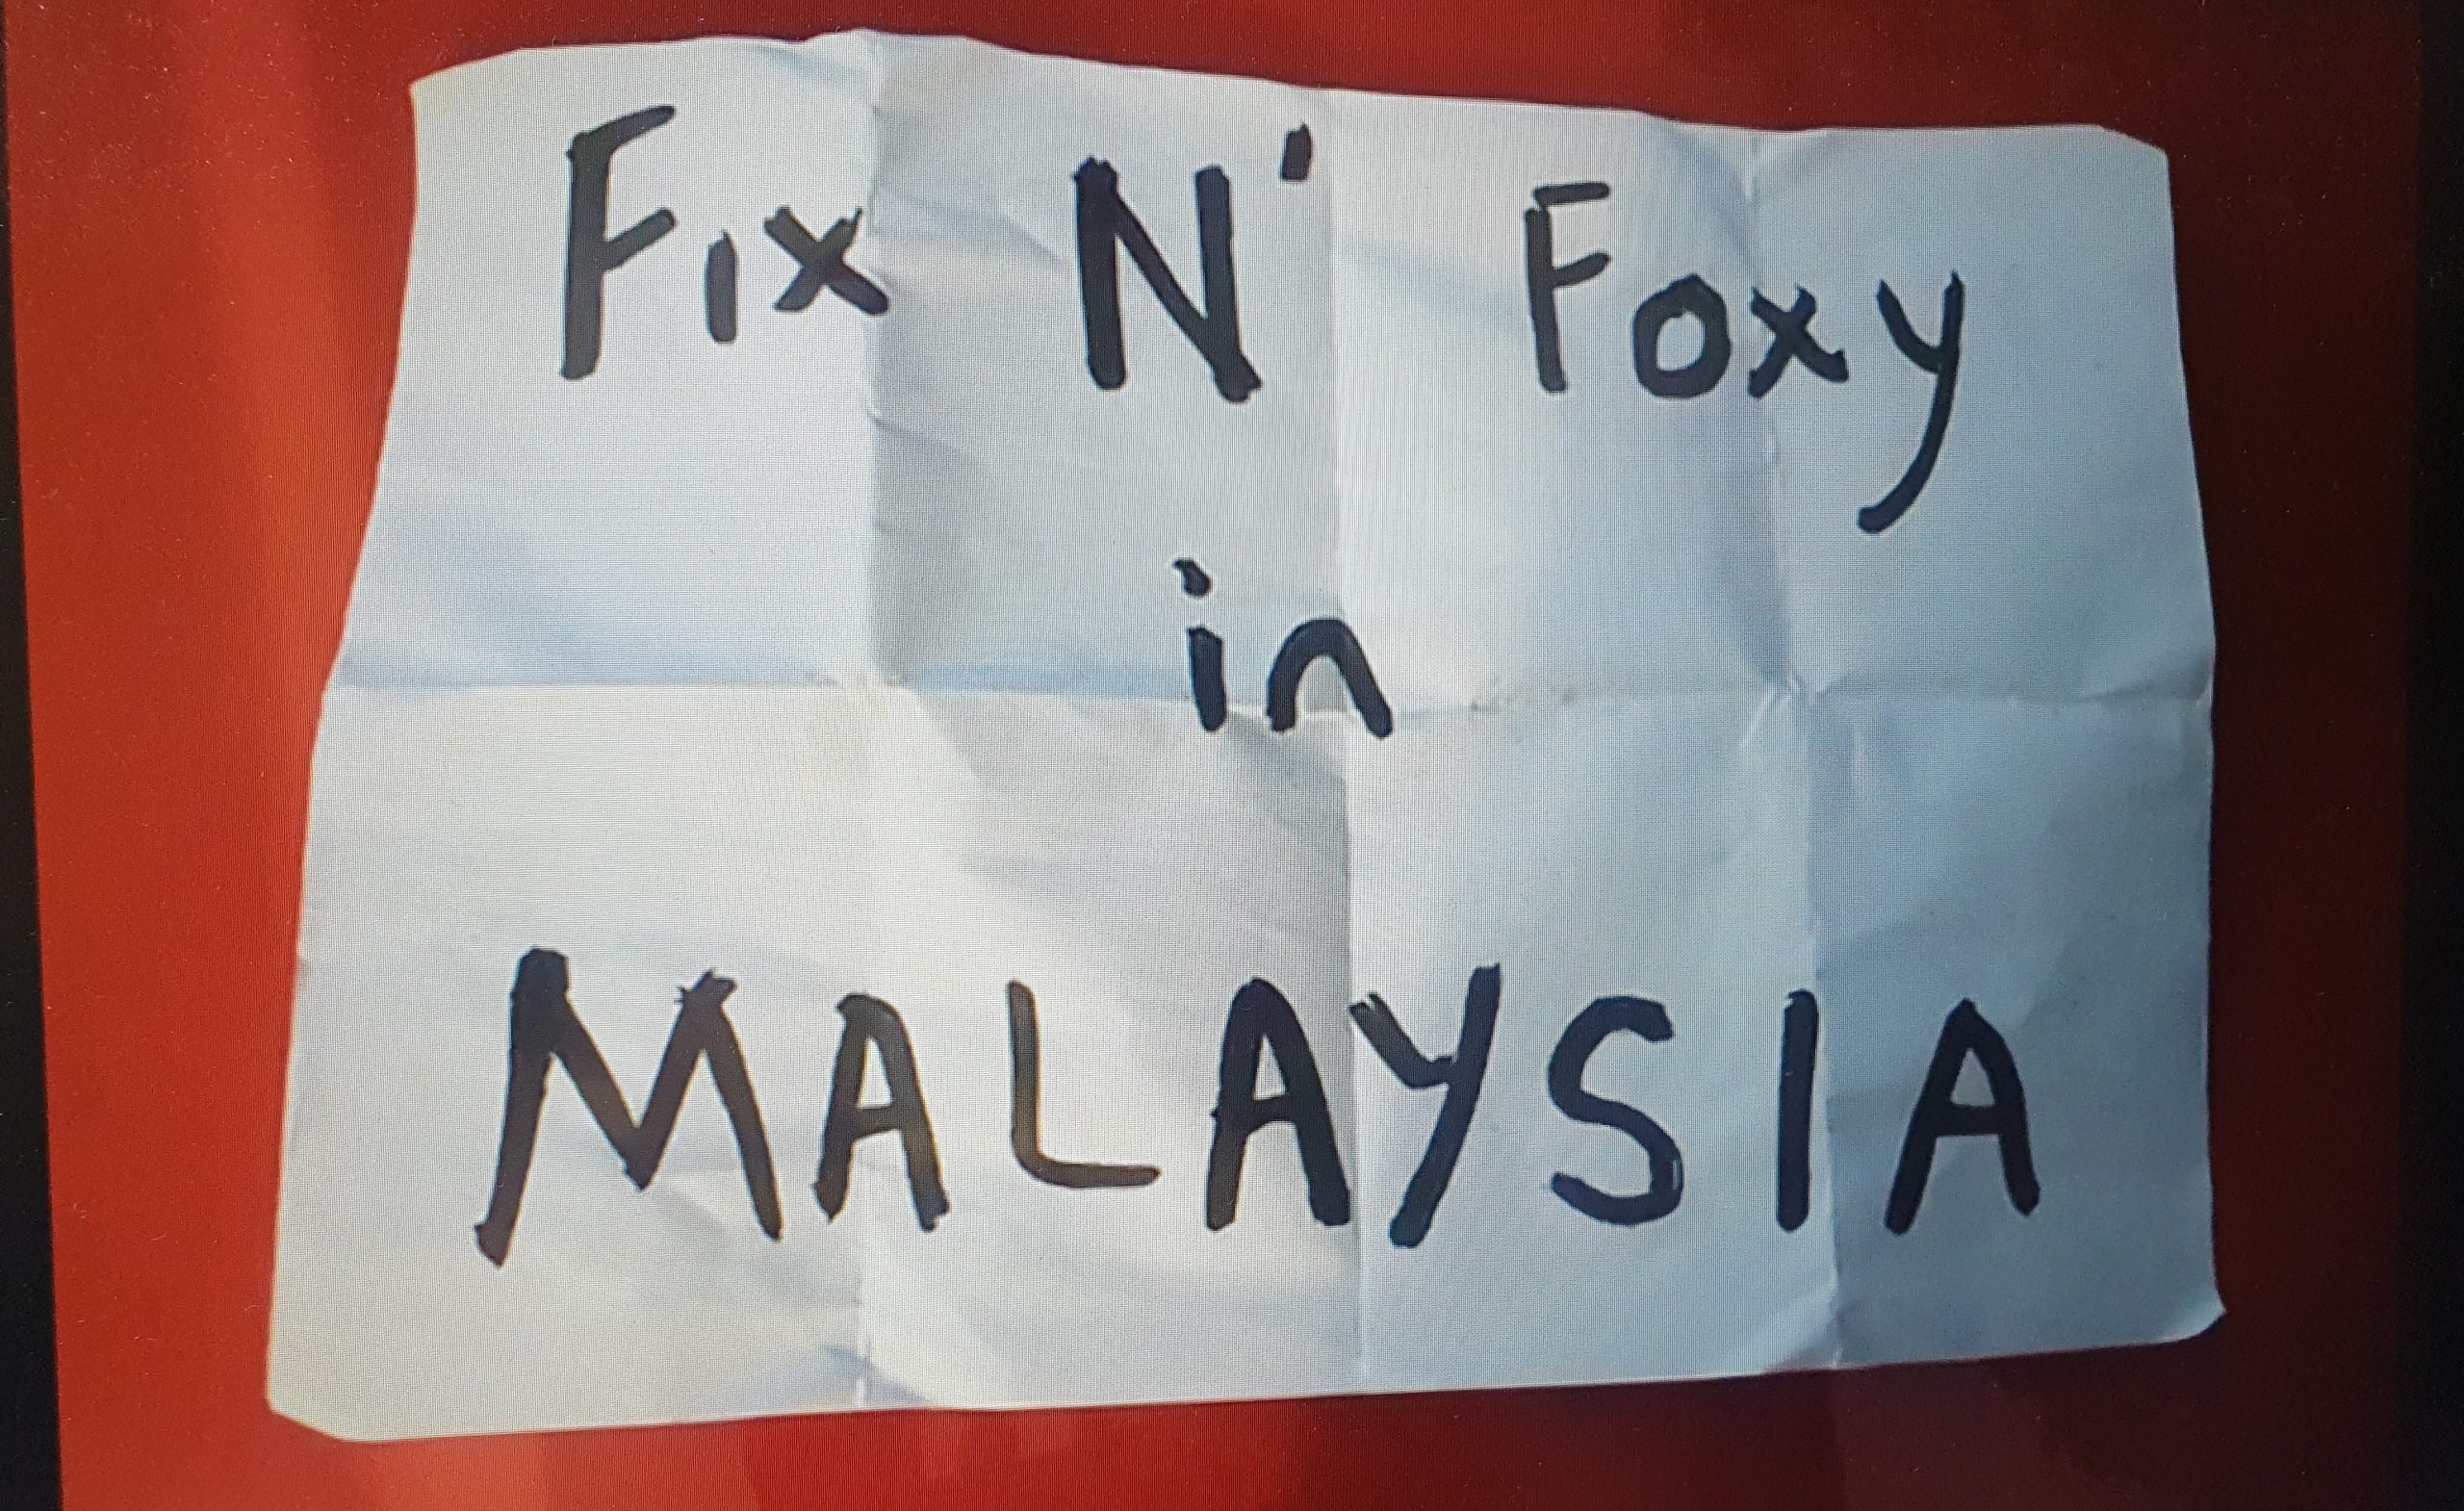 Fix N' Foxy
in
MALAYSIA